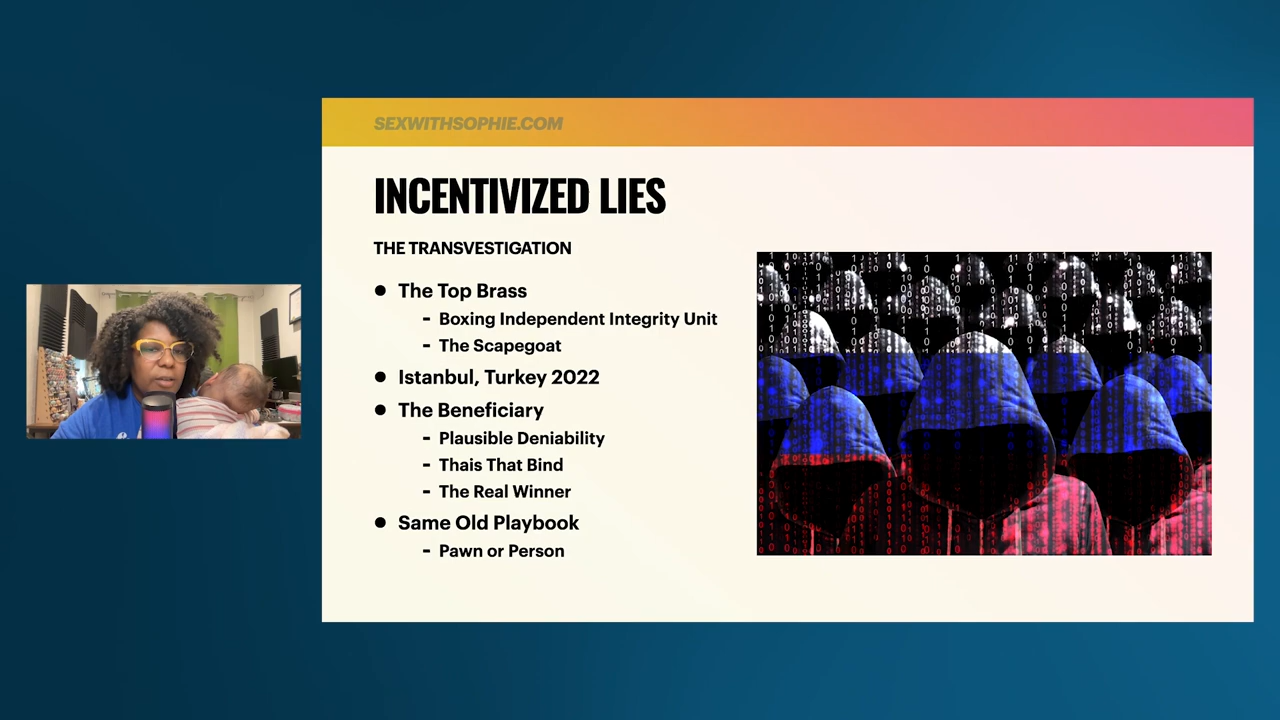 SEXWITHSOPHIE.COM
INCENTIVIZED LIES
THE TRANSVESTIGATION
● The Top Brass
- Boxing Independent Integrity Unit
- The Scapegoat
● Istanbul, Turkey 2022
● The Beneficiary
- Plausible Deniability
- Thais That Bind
- The Real Winner
● Same Old Playbook
- Pawn or Person